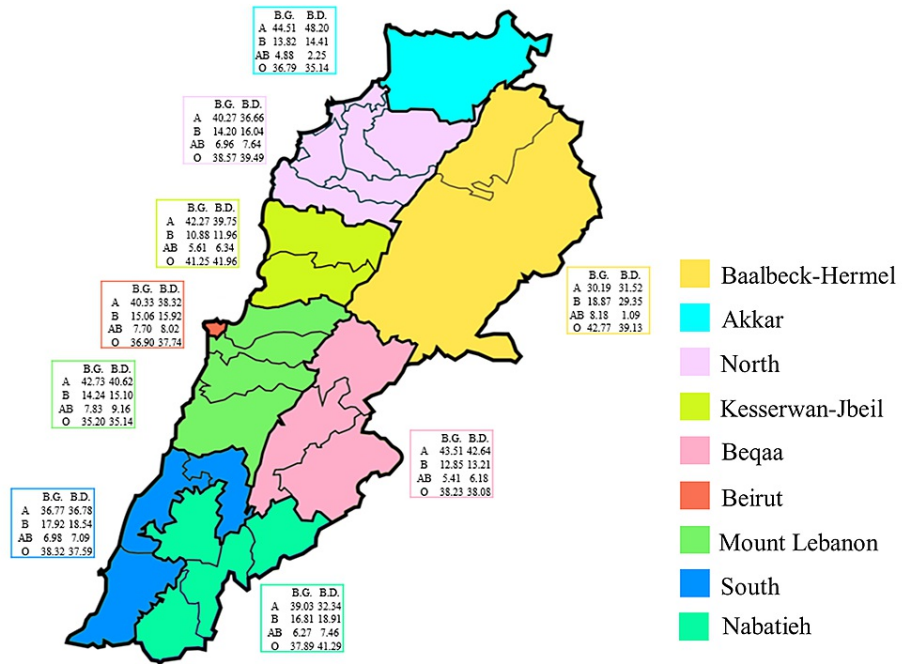 B.G. B.D.
A 44.51 48.20
B 13.82 14.41
AB 4.88 2.25
O 36.79 35.14
B.G. B.D.
A 40.27 36.66
B 14.20 16.04
AB 6.96 7.64
O 38.57 39.49
B.G. B.D.
A 42.27 39.75
B 10.88 11.96
AB 5.61 6.34
O 41.25 41.96
B.G. B.D.
A 40.33 38.32
B 15.06 15.92
AB 7.70 8.02
O 36.90 37.74
B.G. B.D.
A 42.73 40.62
B 14.24 15.10
AB 7.83 9.16
O 35.20 35.14
B.G. B.D.
A 36.77 36.78
B 17.92 18.54
AB 6.98 7.09
O 38.32 37.59
B.G. B.D.
A 39.03 32.34
B 16.81 18.91
AB 6.27 7.46
O 37.89 41.29
B.G. B.D.
A 43.51 42.64
B 12.85 13.21
AB 5.41 6.18
O 38.23 38.08
B.G. B.D.
A 30.19 31.52
B 18.87 29.35
AB 8.18 1.09
O 42.77 39.13
Baalbeck-Hermel
Akkar
North
Kesserwan-Jbeil
Beqaa
Beirut
Mount Lebanon
South
Nabatieh